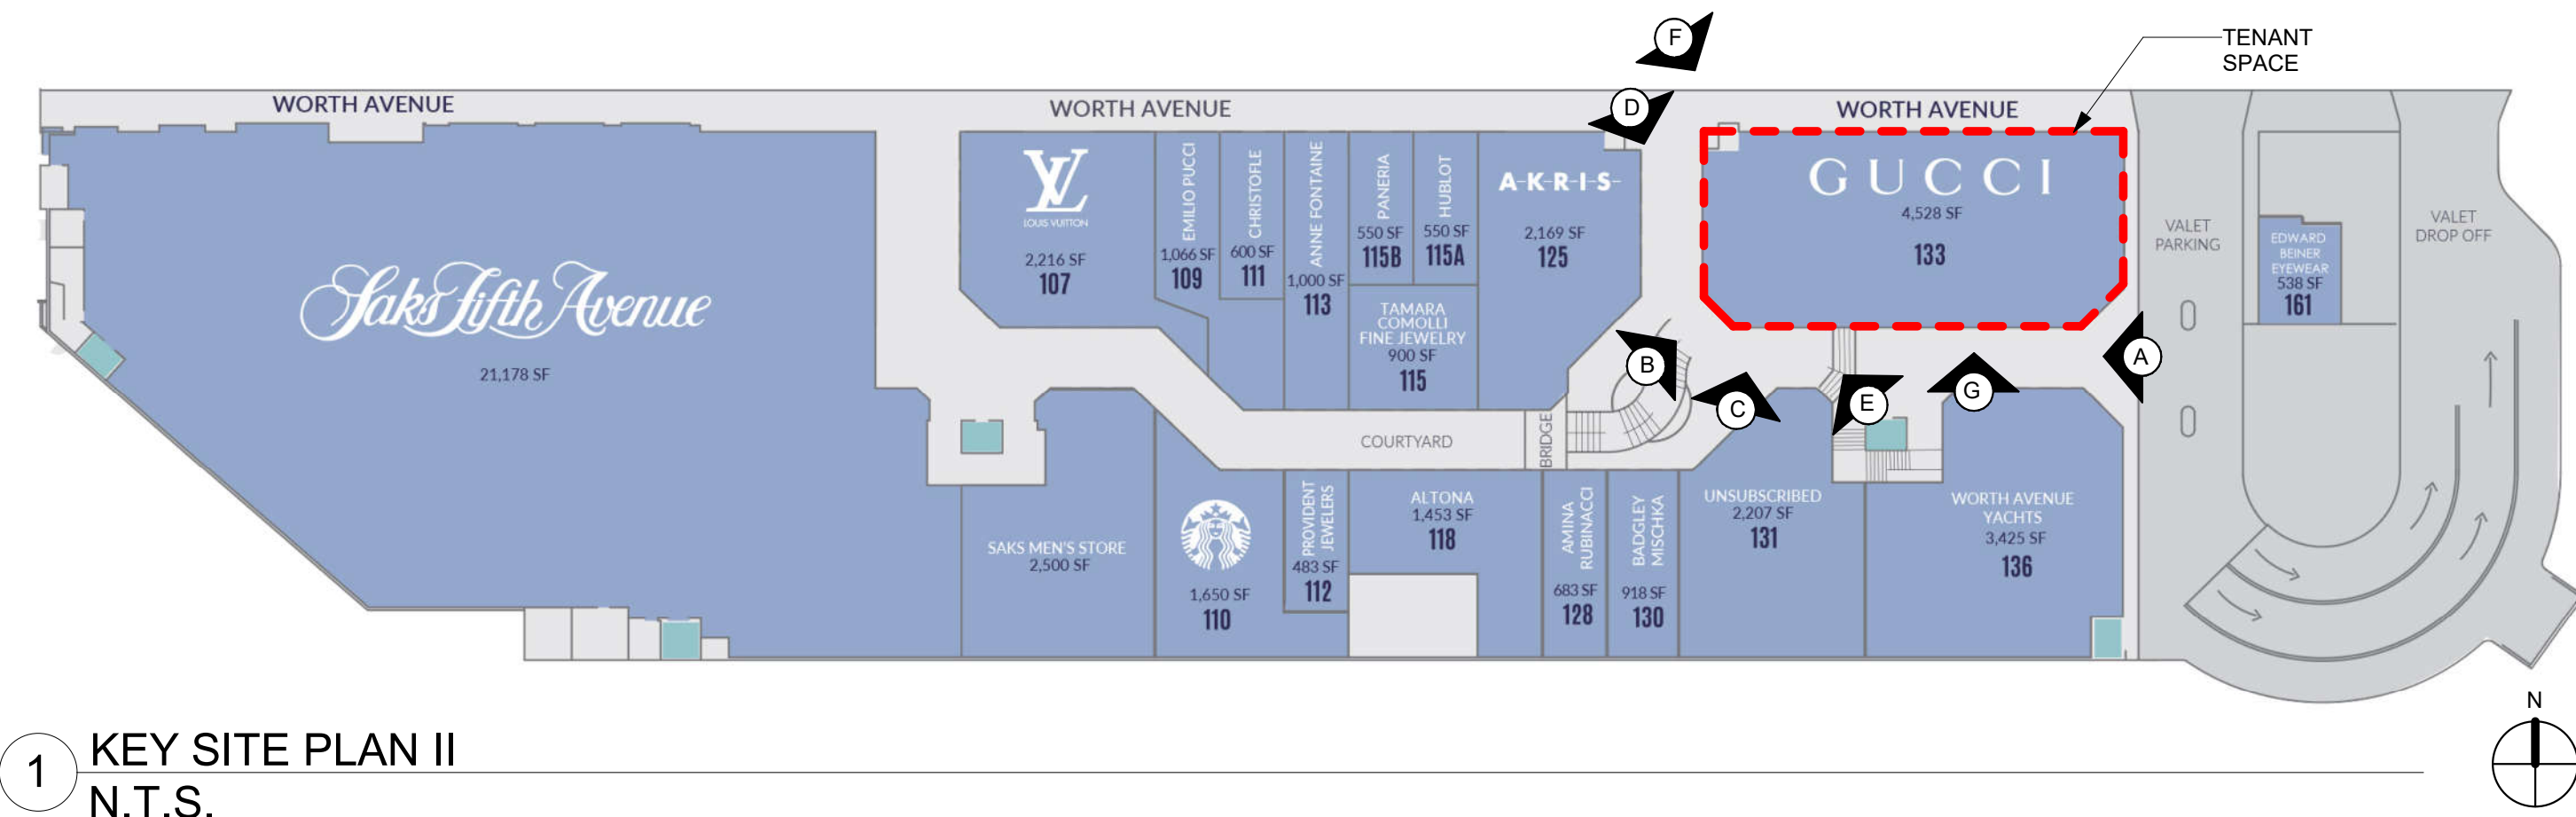 F
TENANT
SPACE
D
WORTH AVENUE
WORTH AVENUE
WORTH AVENUE
Saks Fifth Avenue
21,178 SF
LV
LOUIS VUITTON
2,216 SF
107
EMILIO PUCCI
1,066 SF
109
CHRISTOFLE
600 SF
111
ANNE FONTAINE
1,000 SF
113
PANERIA
550 SF
115B
HUBLOT
550 SF
115A
A-K-R-I-S-
2,169 SF
125
TAMARA
COMOLLI
FINE JEWELRY
900 SF
115
GUCCI
4,528 SF
133
VALET
PARKING
EDWARD
BEINER
EYEWEAR
538 SF
161
VALET
DROP OFF
B
C
E
G
A
COURTYARD
BRIDGE
SAKS MEN'S STORE
2,500 SF
1,650 SF
110
PROVIDENT
JEWELERS
483 SF
112
ALTONA
1,453 SF
118
AMINA
RUBINACCI
683 SF
128
BADGLEY
MISCHKA
918 SF
130
UNSUBSCRIBED
2,207 SF
131
WORTH AVENUE
YACHTS
3,425 SF
136
1
KEY SITE PLAN II
N.T.S.
N